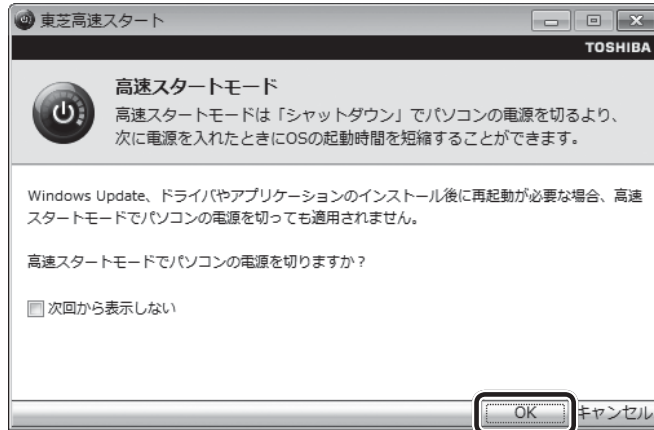 東芝高速スタート
TOSHIBA
高速スタートモード
高速スタートモードは「シャットダウン」でパソコンの電源を切るより、
次に電源を入れたときにOSの起動時間を短縮することができます。
Windows Update、ドライバやアプリケーションのインストール後に再起動が必要な場合、高速
スタートモードでパソコンの電源を切っても適用されません。
高速スタートモードでパソコンの電源を切りますか？
次回から表示しない
OK キャンセル